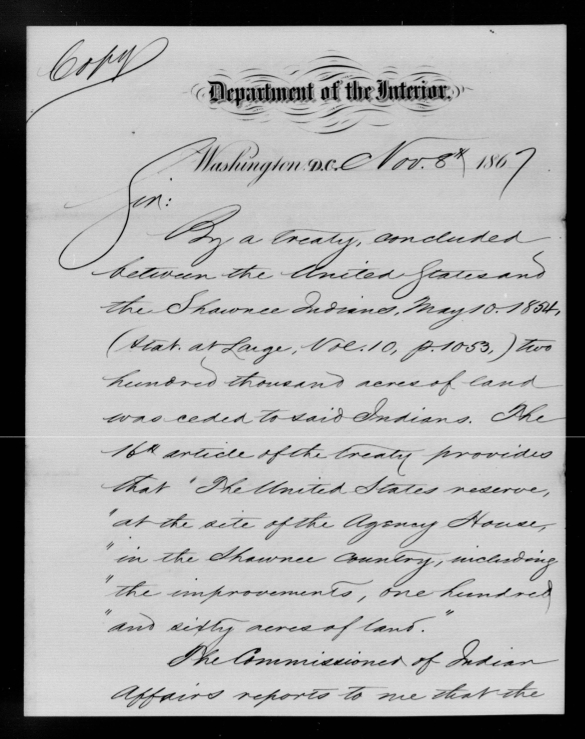 Copy
Department of the Interior,
Washington D.C. Nov. 8th 1867
Sir:
By a treaty, concluded
between the United States and
the Shawnee Indians, May 10. 1854,
(Stat. at Large, Vol. 10, p. 1053,) two
hundred thousand acres of land
was ceded to said Indians. The
16th article of the treaty provides
that "The United States reserve,
"at the site of the Agency House,
"in the Shawnee country, including
"the improvements, one hundred
"and sixty acres of land."
The Commissioner of Indian
Affairs reports to me that the